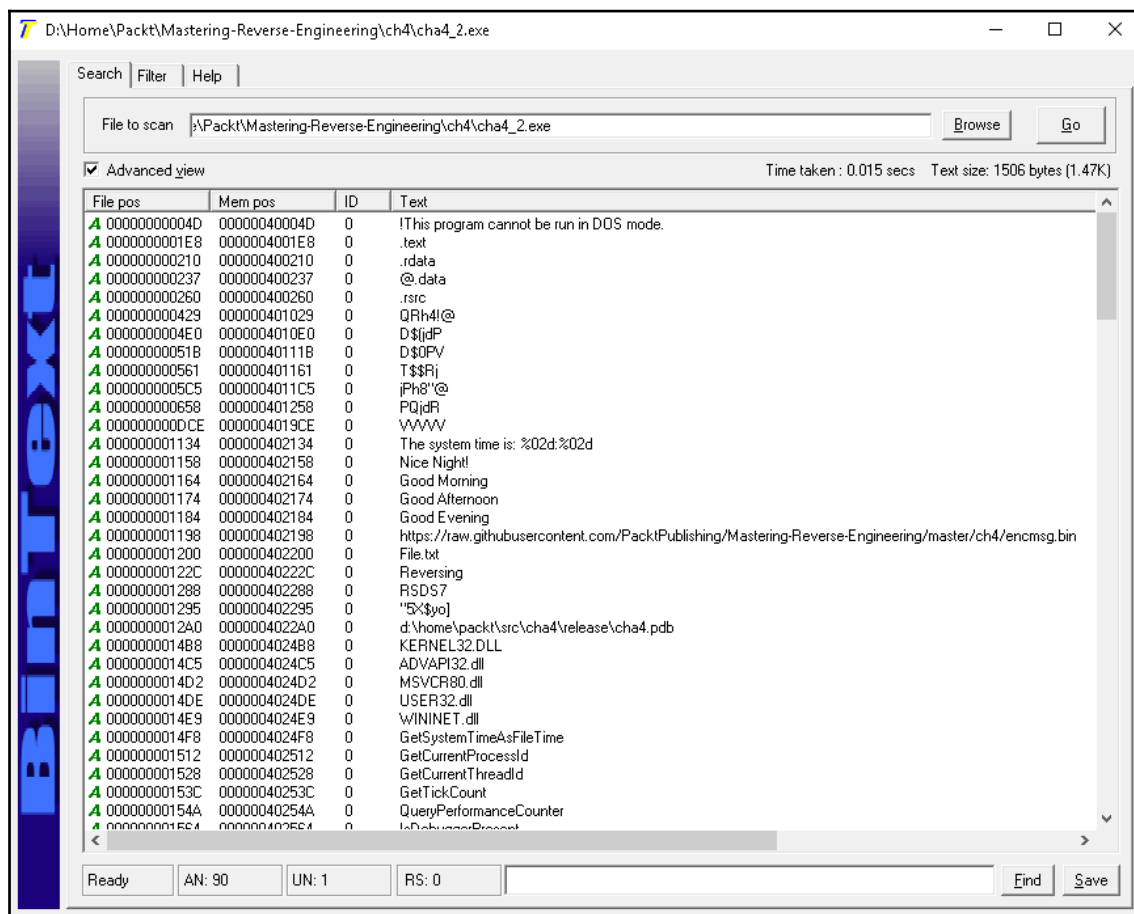 D:\Home\Packt\Mastering-Reverse-Engineering\ch4\cha4_2.exe
Search Filter Help
File to scan e\Packt\Mastering-Reverse-Engineering\ch4\cha4_2.exe Browse Go
Advanced view Time taken : 0.015 secs Text size: 1506 bytes (1.47K)
File pos Mem pos ID Text
A 00000000004D 00000040004D 0 !This program cannot be run in DOS mode.
A 0000000001E8 0000004001E8 0 .text
A 000000000210 000000400210 0 .rdata
A 000000000237 000000400237 0 @.data
A 000000000260 000000400260 0 .rsrc
A 000000000429 000000401029 0 QRh4!@
A 0000000004E0 0000004010E0 0 D$(jdP
A 00000000051B 00000040111B 0 D$0PV
A 000000000561 000000401161 0 T$$Rj
A 0000000005C5 0000004011C5 0 jPh8"@
A 000000000658 000000401258 0 PQjdR
A 000000000DCE 0000004019CE 0 VVVVV
A 000000001134 000000402134 0 The system time is: %02d:%02d
A 000000001158 000000402158 0 Nice Night!
A 000000001164 000000402164 0 Good Morning
A 000000001174 000000402174 0 Good Afternoon
A 000000001184 000000402184 0 Good Evening
A 000000001198 000000402198 0 https://raw.githubusercontent.com/PacktPublishing/Mastering-Reverse-Engineering/master/ch4/encmsg.bin
A 000000001200 000000402200 0 File.txt
A 00000000122C 00000040222C 0 Reversing
A 000000001288 000000402288 0 RSDS7
A 000000001295 000000402295 0 "5X$yo]
A 0000000012A0 0000004022A0 0 d:\home\packt\src\cha4\release\cha4.pdb
A 0000000014B8 0000004024B8 0 KERNEL32.DLL
A 0000000014C5 0000004024C5 0 ADVAPI32.dll
A 0000000014D2 0000004024D2 0 MSVCR80.dll
A 0000000014DE 0000004024DE 0 USER32.dll
A 0000000014E9 0000004024E9 0 WININET.dll
A 0000000014F8 0000004024F8 0 GetSystemTimeAsFileTime
A 000000001512 000000402512 0 GetCurrentProcessId
A 000000001528 000000402528 0 GetCurrentThreadId
A 00000000153C 00000040253C 0 GetTickCount
A 00000000154A 00000040254A 0 QueryPerformanceCounter
A 000000001564 000000402564 0 IsDebuggerPresent
Ready AN: 90 UN: 1 RS: 0 Find Save
BinText